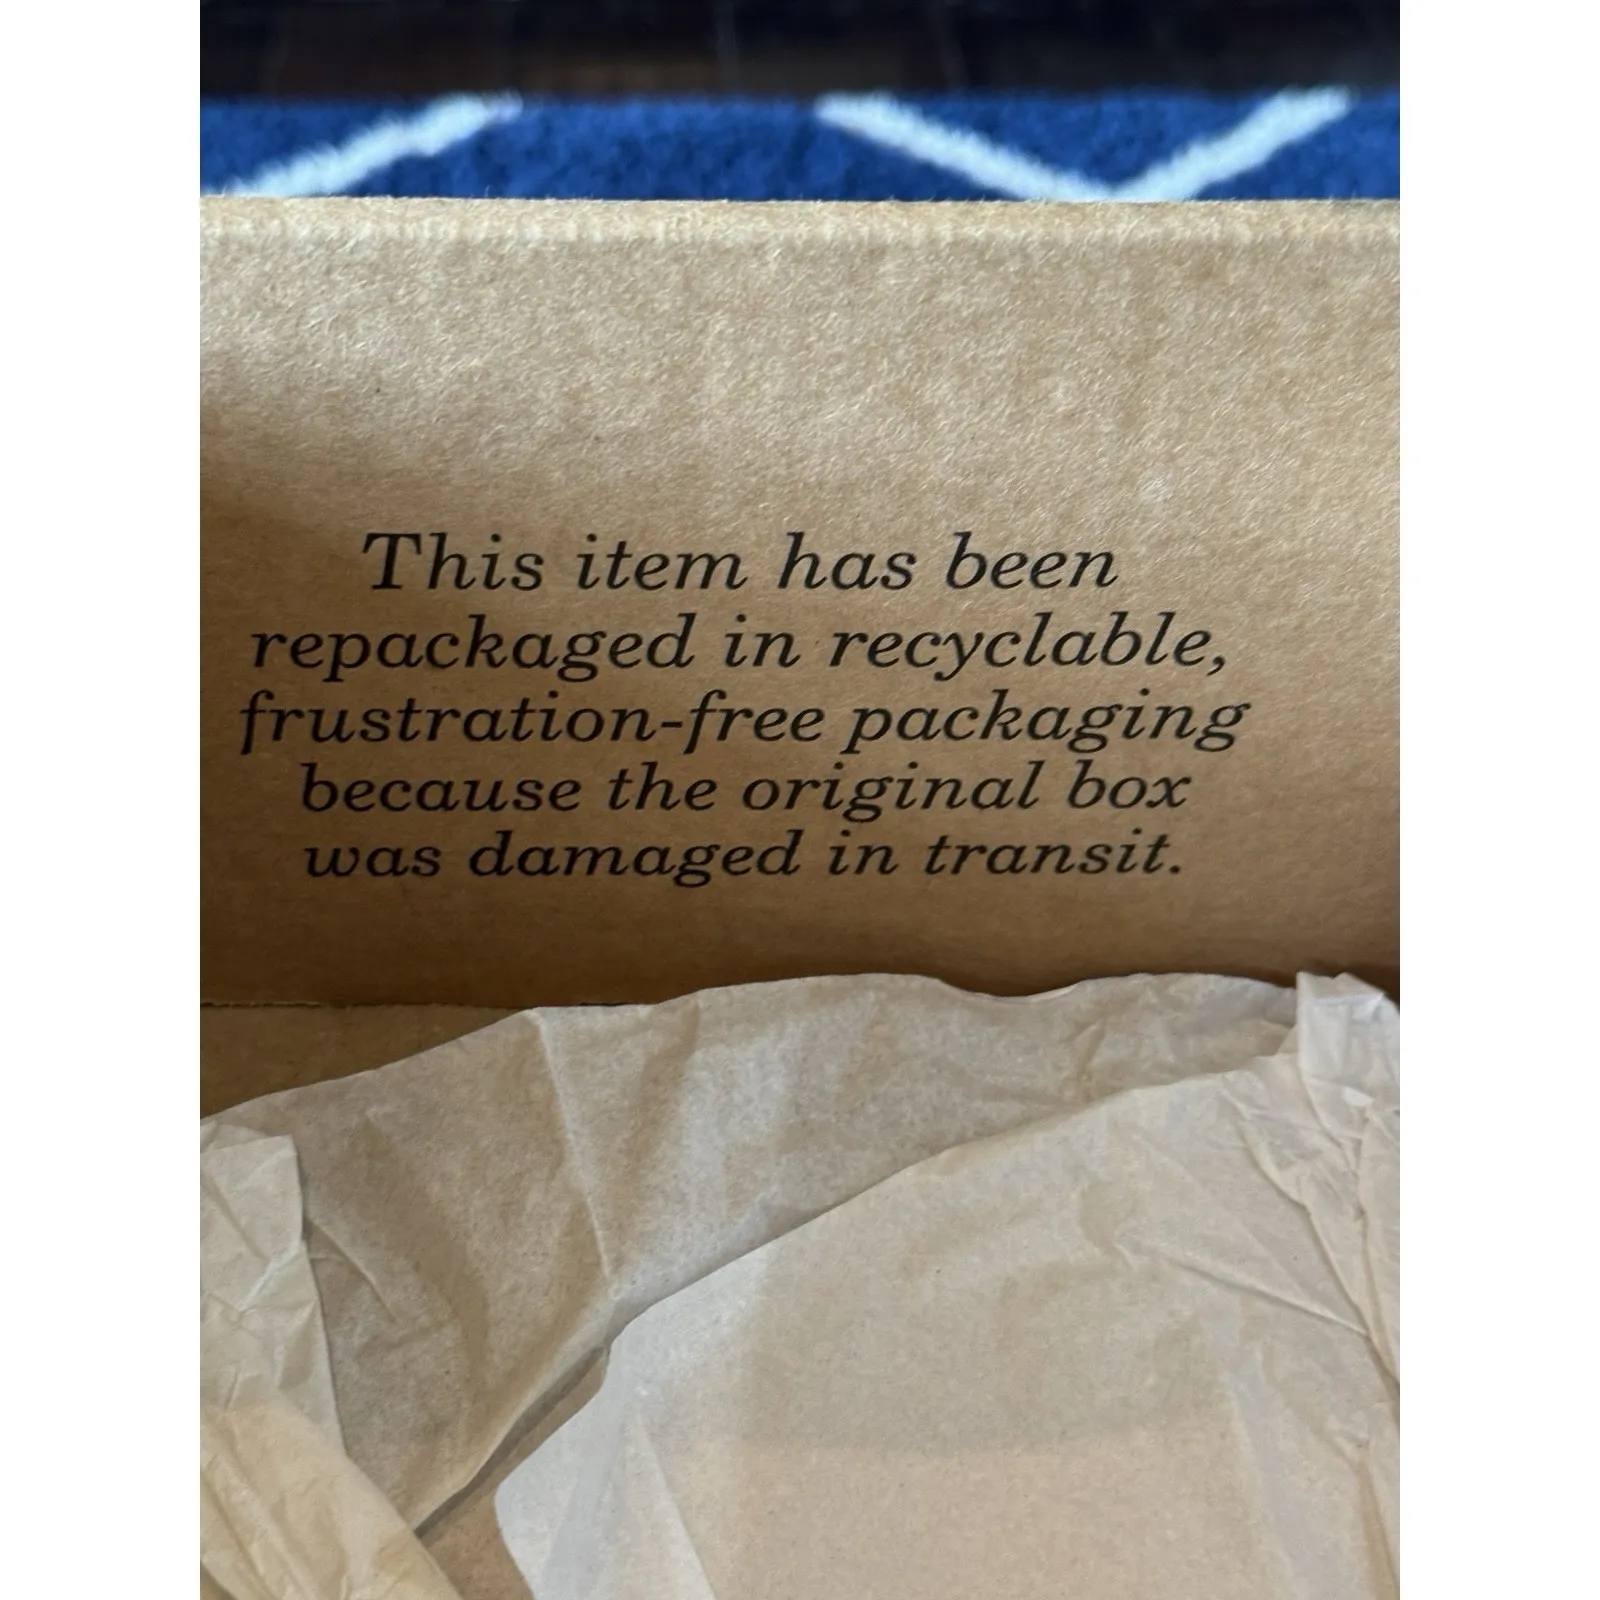 This item has been
repackaged in recyclable,
frustration-free packaging
because the original box
was damaged in transit.